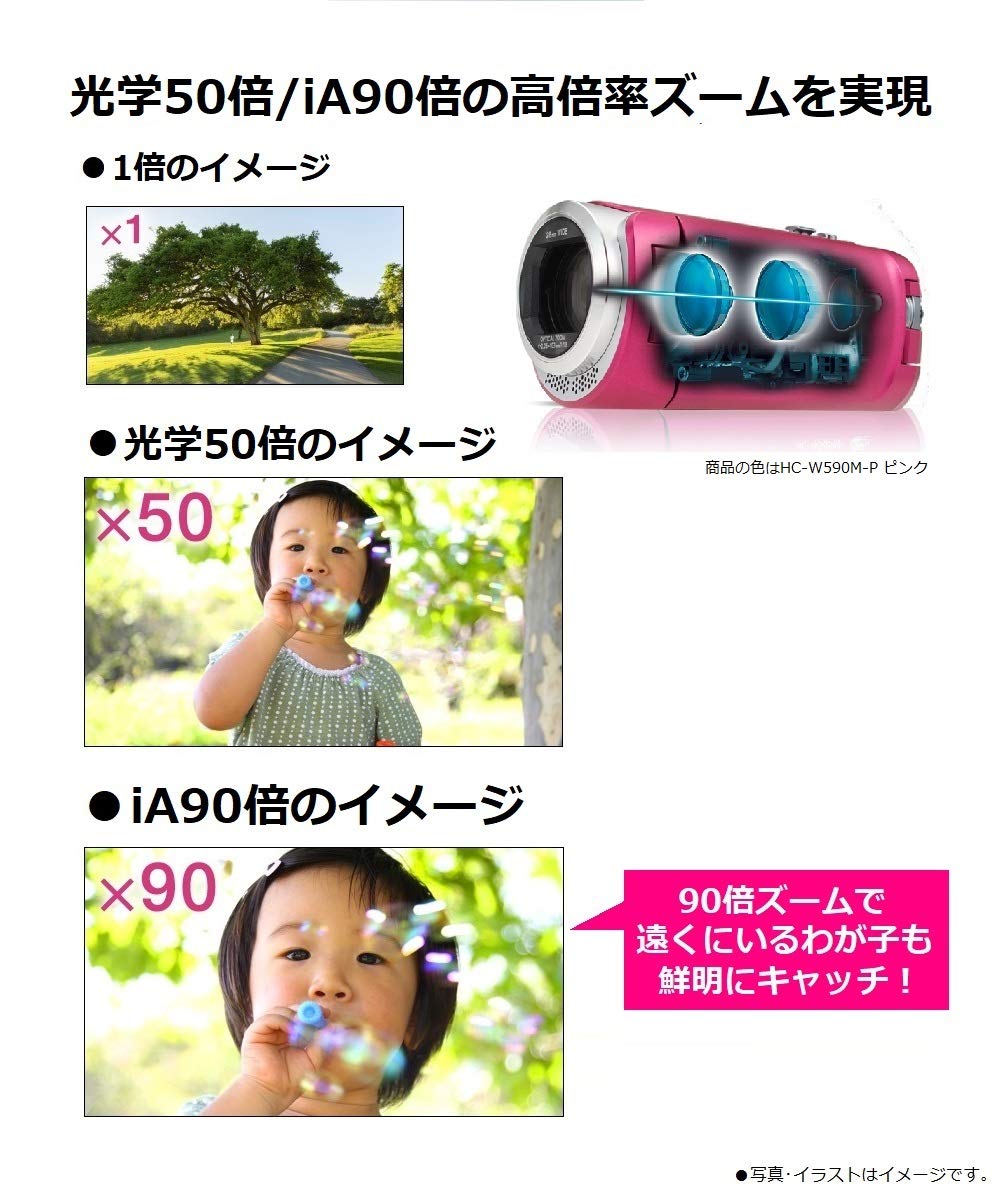 光学50倍/iA90倍の高倍率ズームを実現
●1倍のイメージ
×1
28mm WIDE
OPTICAL ZOOM
商品の色はHC-W590M-P ピンク
●光学50倍のイメージ
×50
●iA90倍のイメージ
×90
90倍ズームで
遠くにいるわが子も
鮮明にキャッチ！
●写真･イラストはイメージです。